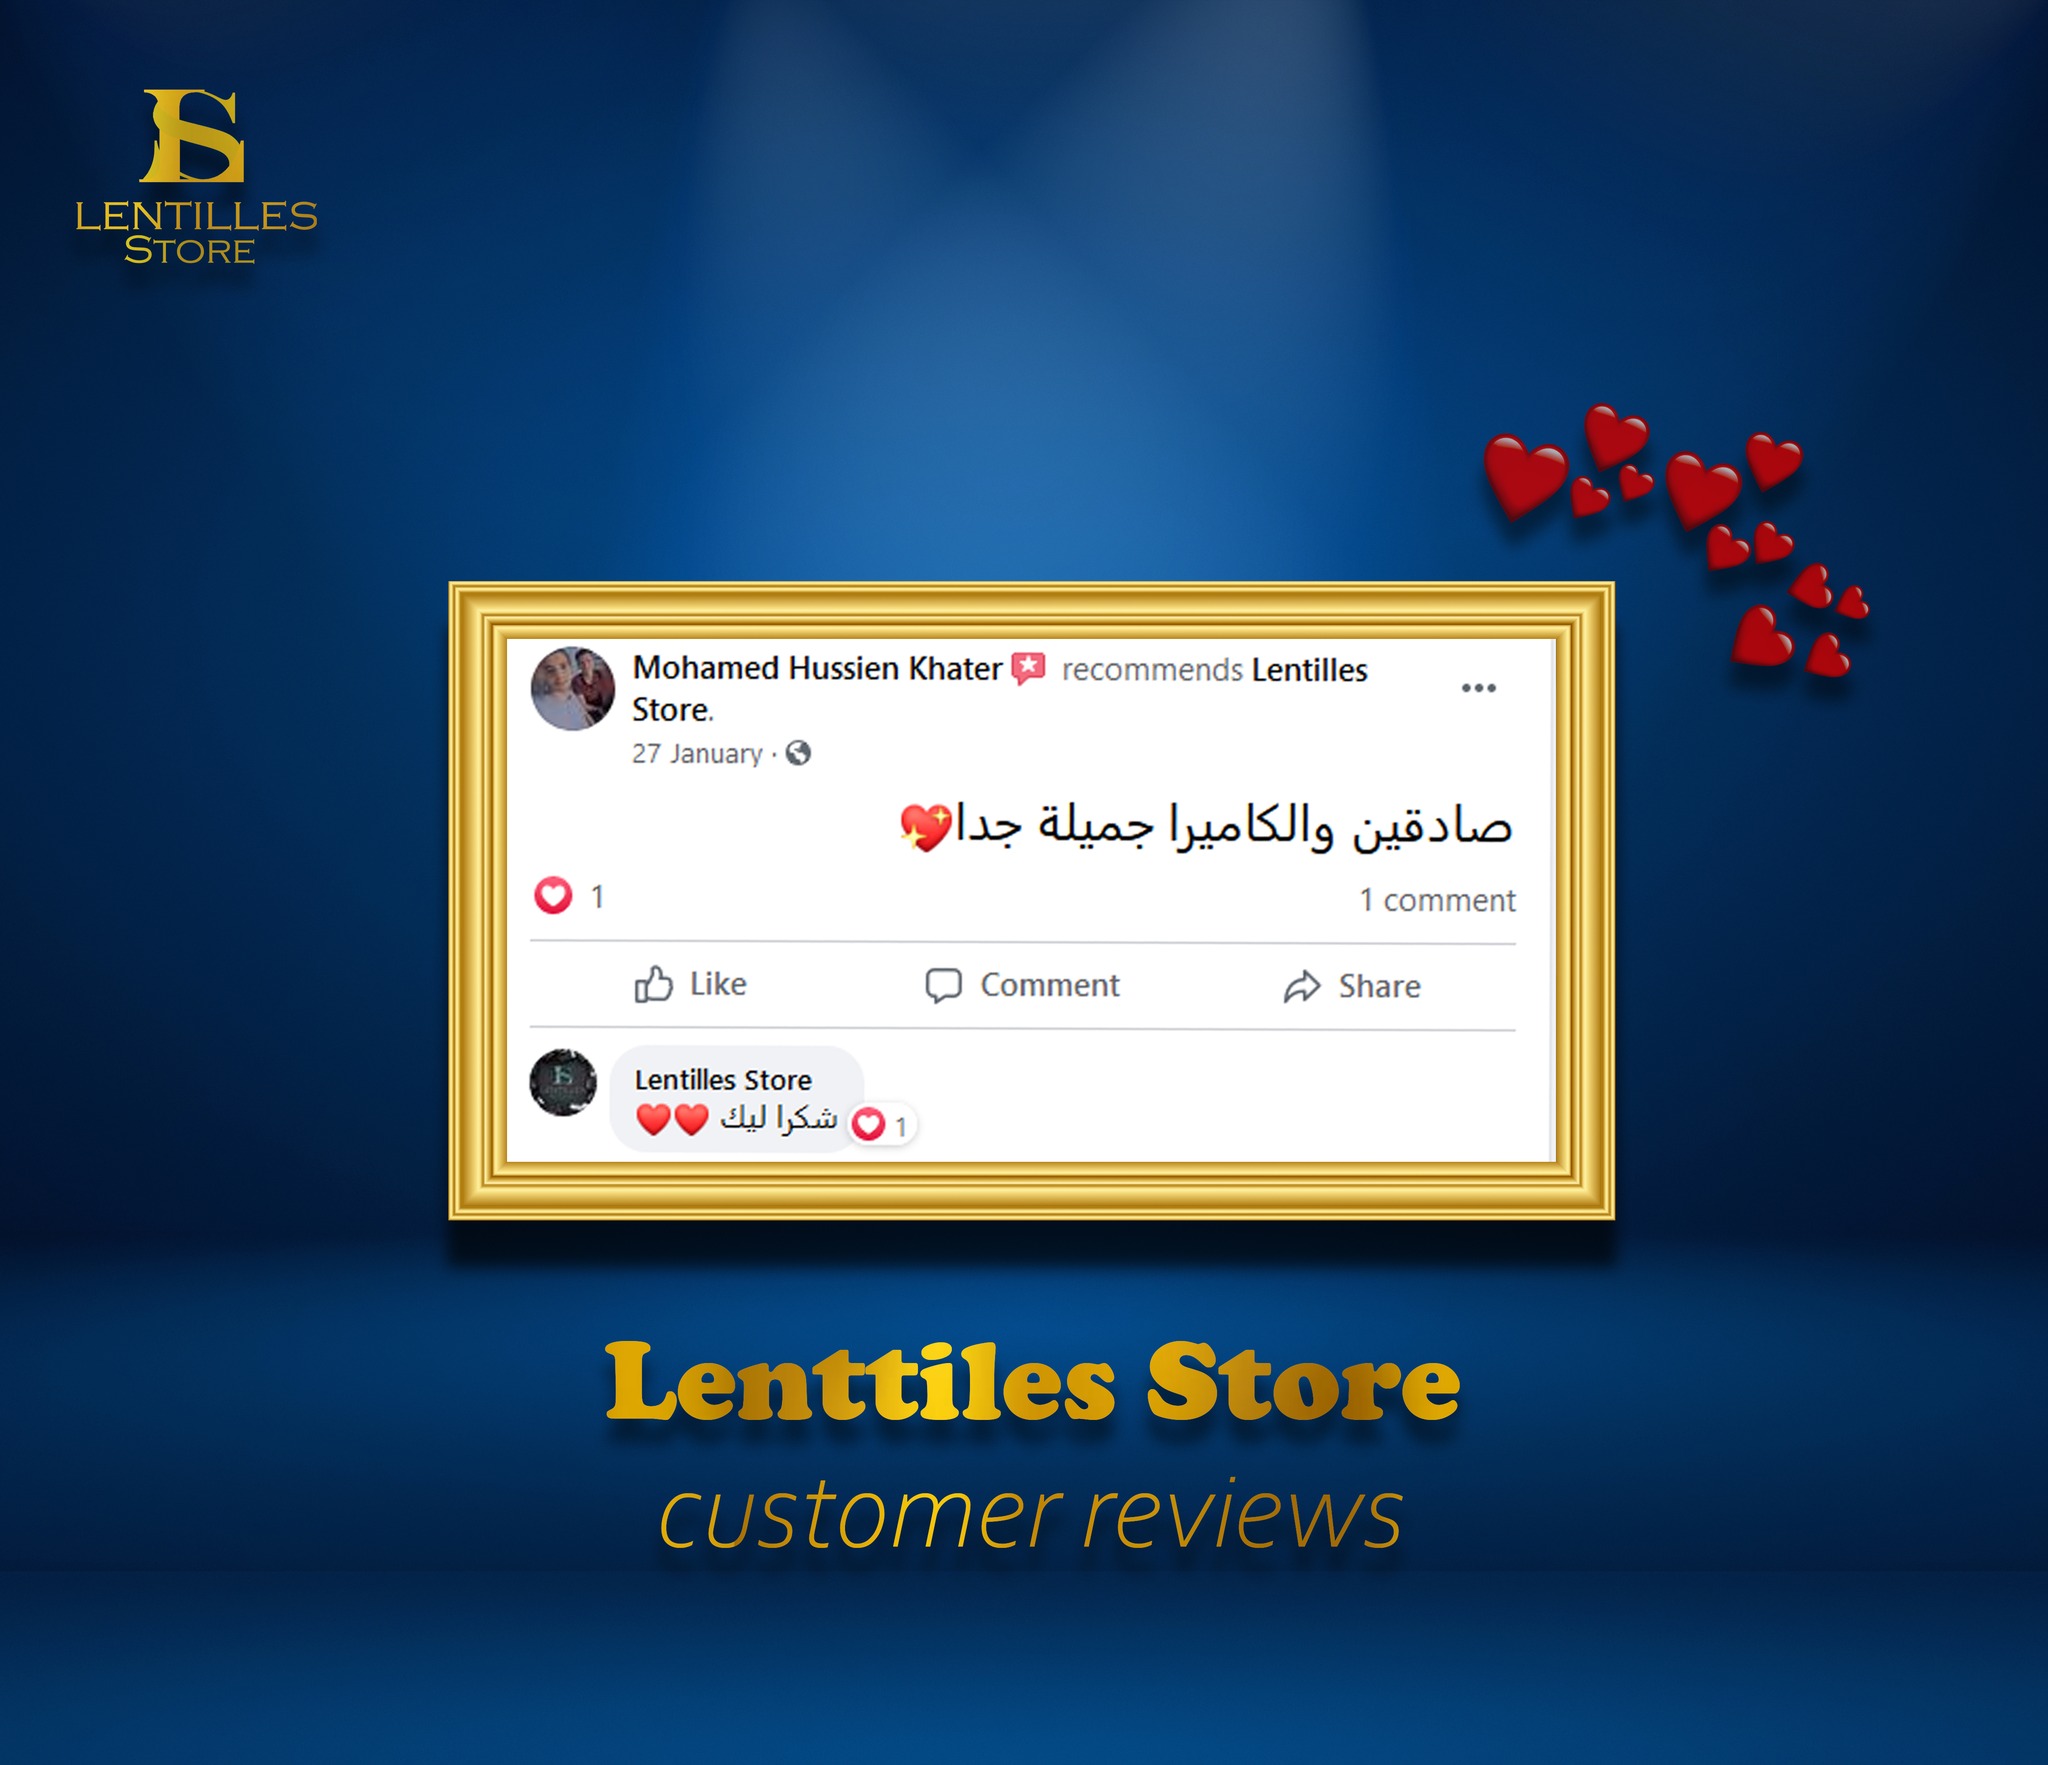 LS
LENTILLES
STORE
Mohamed Hussien Khater recommends Lentilles
Store.
27 January ·
صادقين والكاميرا جميلة جدا💖
1
1 comment
Like
Comment
Share
Lentilles Store
شكرا ليك ❤️❤️
1
Lenttiles Store
customer reviews